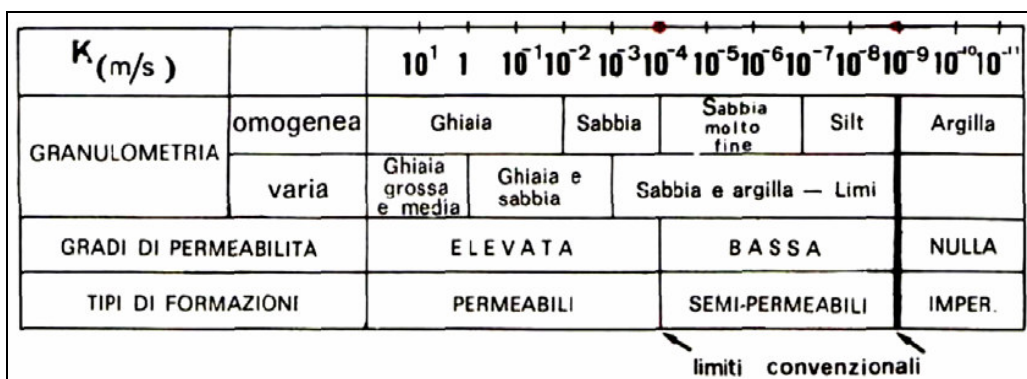 K (m/s) 10¹ 1 10⁻¹ 10⁻² 10⁻³ 10⁻⁴ 10⁻⁵ 10⁻⁶ 10⁻⁷ 10⁻⁸ 10⁻⁹ 10⁻¹⁰ 10⁻¹¹
GRANULOMETRIA
omogenea
Ghiaia
Sabbia
Sabbia
molto
fine
Silt
Argilla
varia
Ghiaia
grossa
e media
Ghiaia e
sabbia
Sabbia e argilla — Limi
GRADI DI PERMEABILITA ELEVATA BASSA NULLA
TIPI DI FORMAZIONI PERMEABILI SEMI-PERMEABILI IMPER.
limiti convenzionali